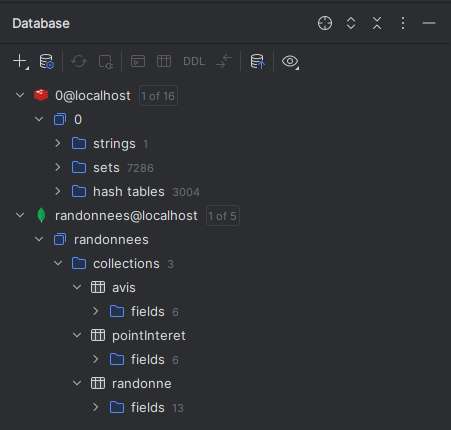 Database
DDL
0@localhost 1 of 16
0
strings 1
sets 7286
hash tables 3004
randonnees@localhost 1 of 5
randonnees
collections 3
avis
fields 6
pointInteret
fields 6
randonne
fields 13